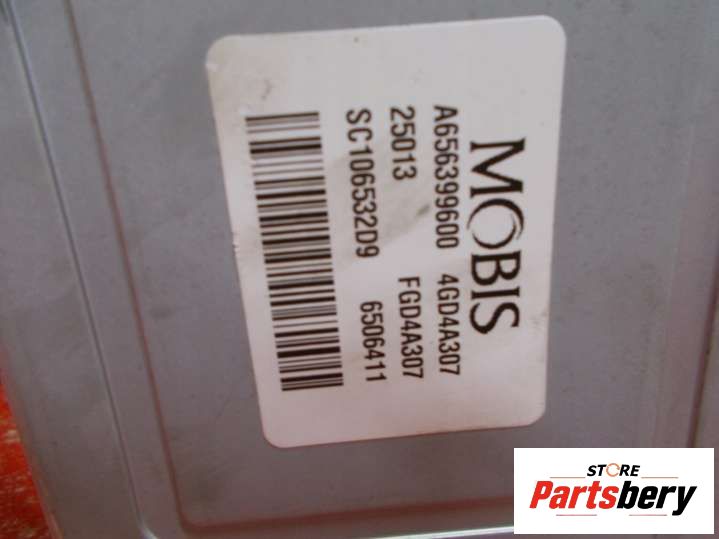 MOBIS
A656399600 4GD4A307
25013 FGD4A307
SC106532D9 6506411
STORE
Partsbery